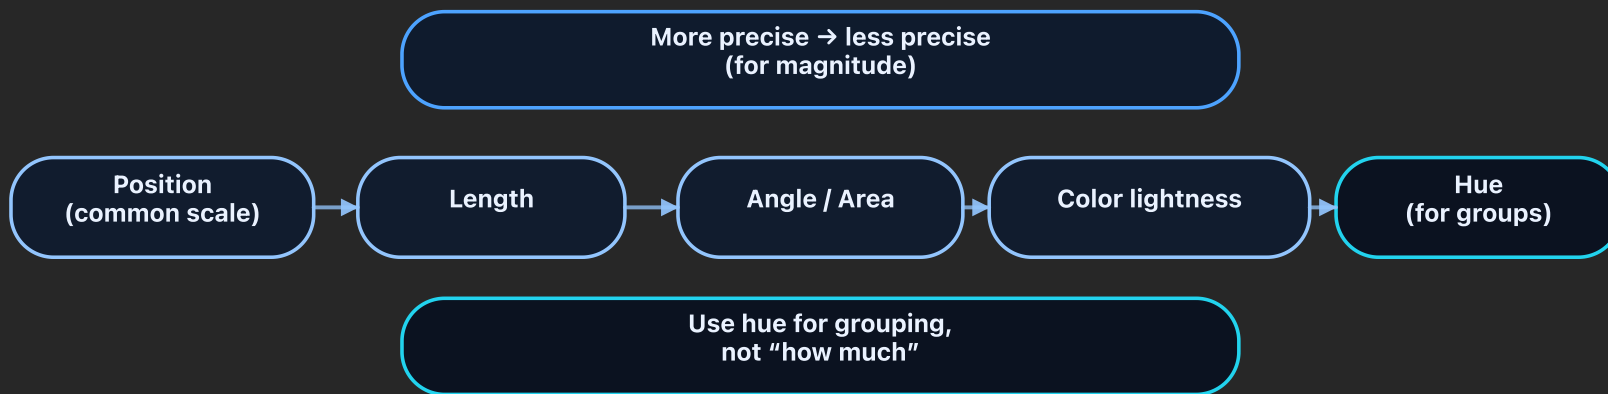 More precise → less precise
(for magnitude)
Position
(common scale)
Length
Angle / Area
Color lightness
Hue
(for groups)
Use hue for grouping,
not “how much”